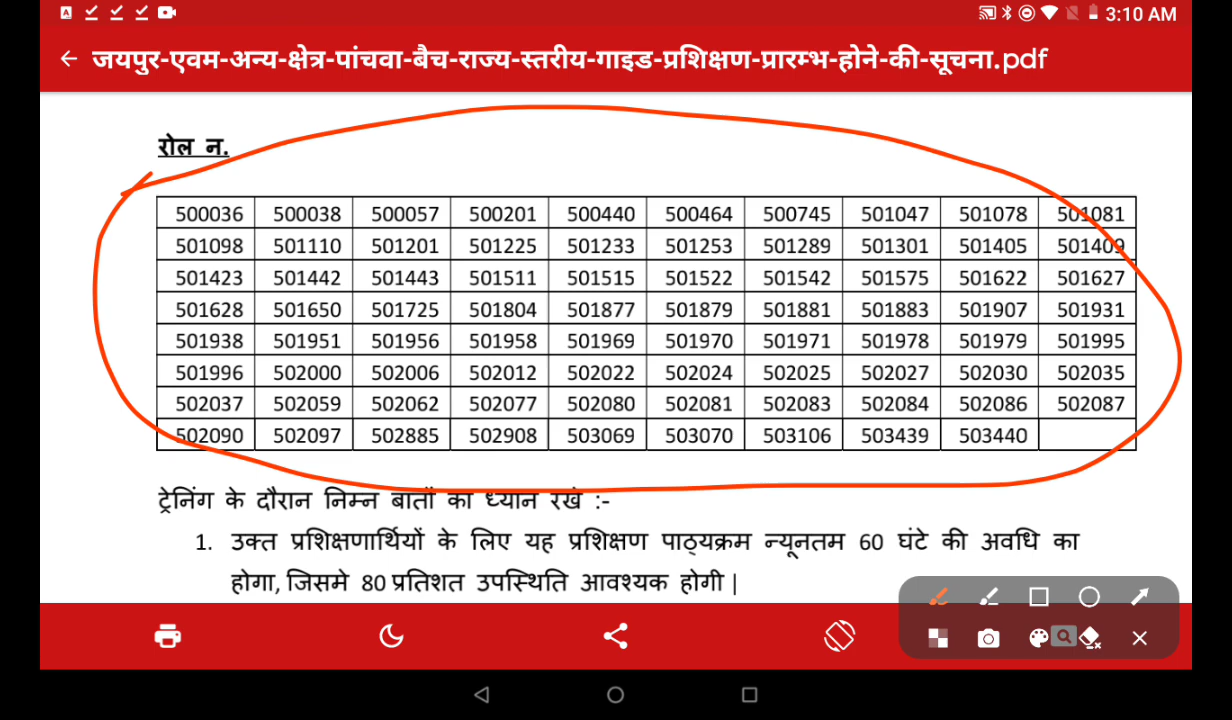 3:10 AM
जयपुर-एवम-अन्य-क्षेत्र-पांचवा-बैच-राज्य-स्तरीय-गाइड-प्रशिक्षण-प्रारम्भ-होने-की-सूचना.pdf
रोल न.
500036 500038 500057 500201 500440 500464 500745 501047 501078 501081
501098 501110 501201 501225 501233 501253 501289 501301 501405 501409
501423 501442 501443 501511 501515 501522 501542 501575 501622 501627
501628 501650 501725 501804 501877 501879 501881 501883 501907 501931
501938 501951 501956 501958 501969 501970 501971 501978 501979 501995
501996 502000 502006 502012 502022 502024 502025 502027 502030 502035
502037 502059 502062 502077 502080 502081 502083 502084 502086 502087
502090 502097 502885 502908 503069 503070 503106 503439 503440
ट्रेनिंग के दौरान निम्न बातों का ध्यान रखे :-
1. उक्त प्रशिक्षणार्थियों के लिए यह प्रशिक्षण पाठ्यक्रम न्यूनतम 60 घंटे की अवधि का
होगा, जिसमे 80 प्रतिशत उपस्थिति आवश्यक होगी |